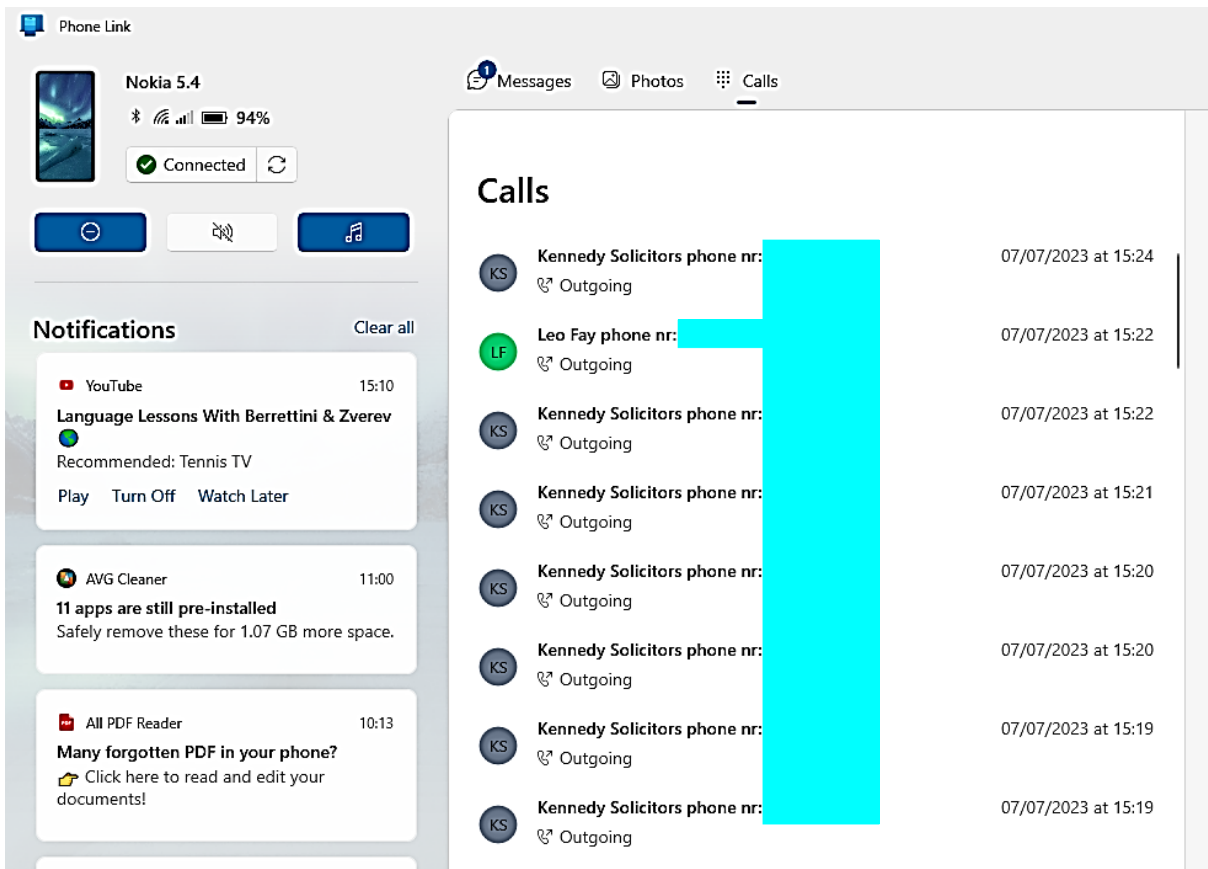 Phone Link
Nokia 5.4
94%
Connected
Notifications
Clear all
YouTube 15:10
Language Lessons With Berrettini & Zverev
🌎
Recommended: Tennis TV
Play Turn Off Watch Later
AVG Cleaner 11:00
11 apps are still pre-installed
Safely remove these for 1.07 GB more space.
All PDF Reader 10:13
Many forgotten PDF in your phone?
👉 Click here to read and edit your
documents!
1
Messages Photos Calls
Calls
KS
Kennedy Solicitors phone nr: 07/07/2023 at 15:24
Outgoing
LF
Leo Fay phone nr: 07/07/2023 at 15:22
Outgoing
KS
Kennedy Solicitors phone nr: 07/07/2023 at 15:22
Outgoing
KS
Kennedy Solicitors phone nr: 07/07/2023 at 15:21
Outgoing
KS
Kennedy Solicitors phone nr: 07/07/2023 at 15:20
Outgoing
KS
Kennedy Solicitors phone nr: 07/07/2023 at 15:20
Outgoing
KS
Kennedy Solicitors phone nr: 07/07/2023 at 15:19
Outgoing
KS
Kennedy Solicitors phone nr: 07/07/2023 at 15:19
Outgoing